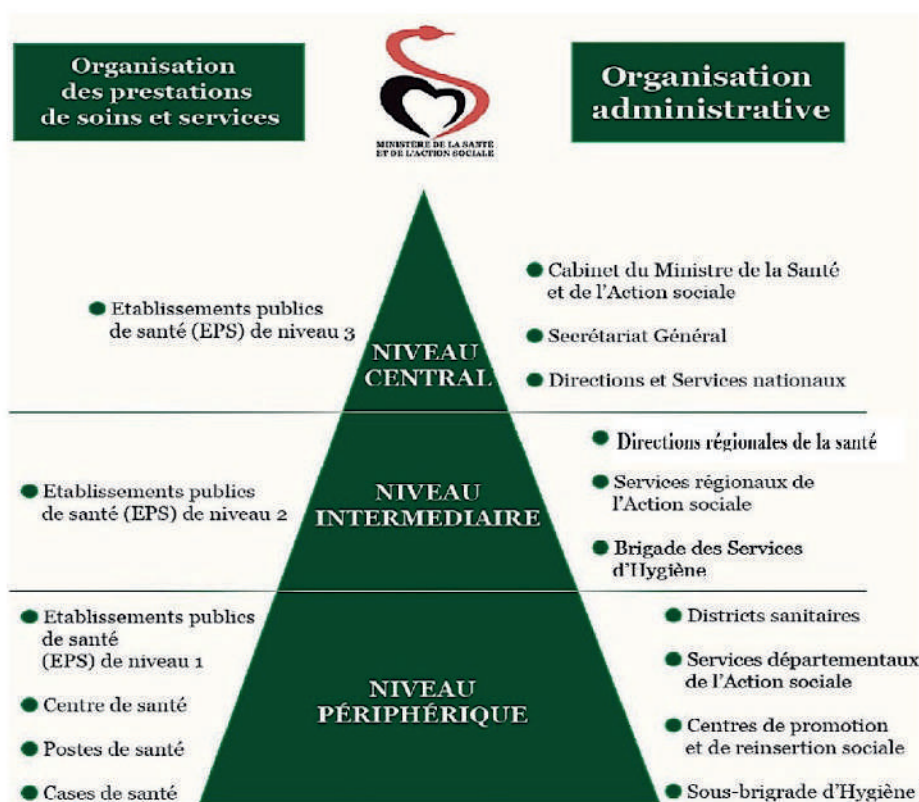 Organisation
des prestations
de soins et services
MINISTÈRE DE LA SANTÉ
ET DE L'ACTION SOCIALE
Organisation
administrative
Etablissements publics
de santé (EPS) de niveau 3
NIVEAU
CENTRAL
Cabinet du Ministre de la Santé
et de l'Action sociale
Secrétariat Général
Directions et Services nationaux
Etablissements publics
de santé (EPS) de niveau 2
NIVEAU
INTERMEDIAIRE
Directions régionales de la santé
Services régionaux de
l'Action sociale
Brigade des Services
d'Hygiène
Etablissements publics
de santé
(EPS) de niveau 1
Centre de santé
Postes de santé
Cases de santé
NIVEAU
PÉRIPHÉRIQUE
Districts sanitaires
Services départementaux
de l'Action sociale
Centres de promotion
et de reinsertion sociale
Sous-brigrade d'Hygiène